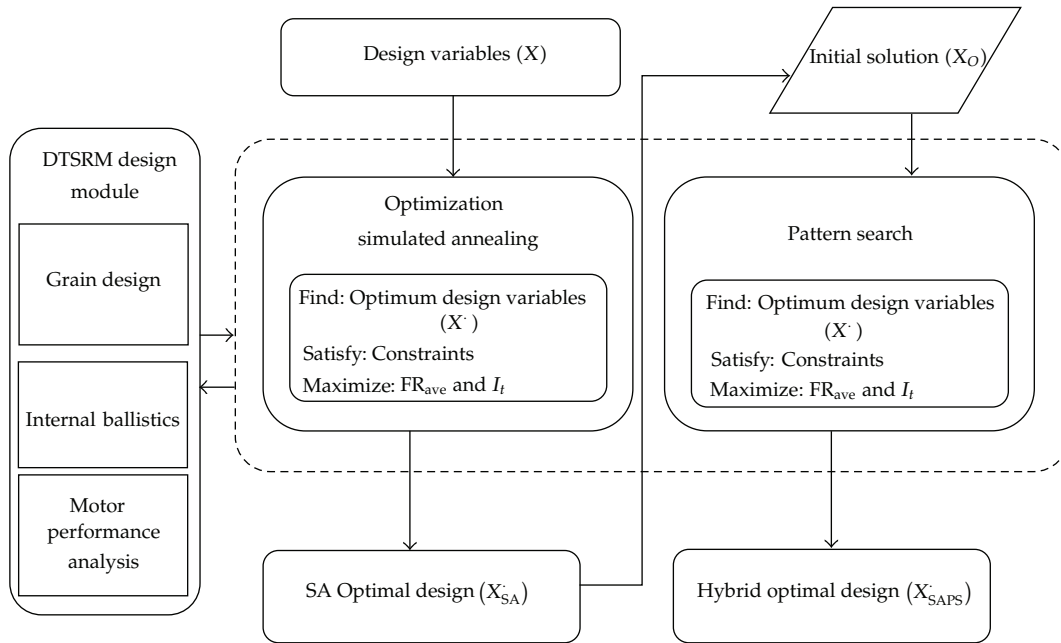 Design variables (X)
Initial solution (X_O)
DTSRM design
module
Grain design
Internal ballistics
Motor
performance
analysis
Optimization
simulated annealing
Find: Optimum design variables
(X˙)
Satisfy: Constraints
Maximize: FR_ave and I_t
Pattern search
Find: Optimum design variables
(X˙)
Satisfy: Constraints
Maximize: FR_ave and I_t
SA Optimal design (X˙_SA)
Hybrid optimal design (X˙_SAPS)